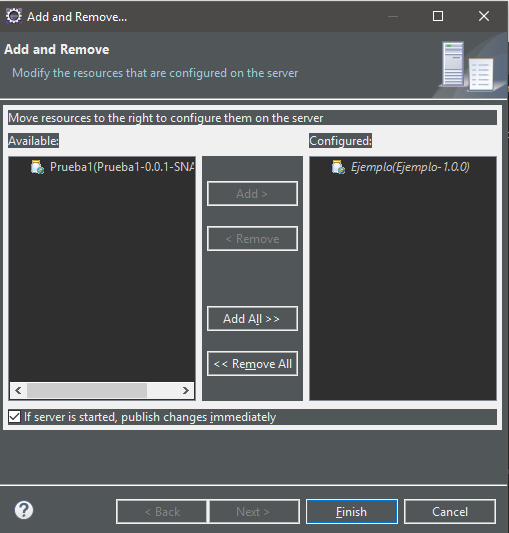 Add and Remove...
Add and Remove
Modify the resources that are configured on the server
Move resources to the right to configure them on the server
Available:
Configured:
Prueba1(Prueba1-0.0.1-SNA
Ejemplo(Ejemplo-1.0.0)
Add >
< Remove
Add All >>
<< Remove All
If server is started, publish changes immediately
?
< Back
Next >
Finish
Cancel